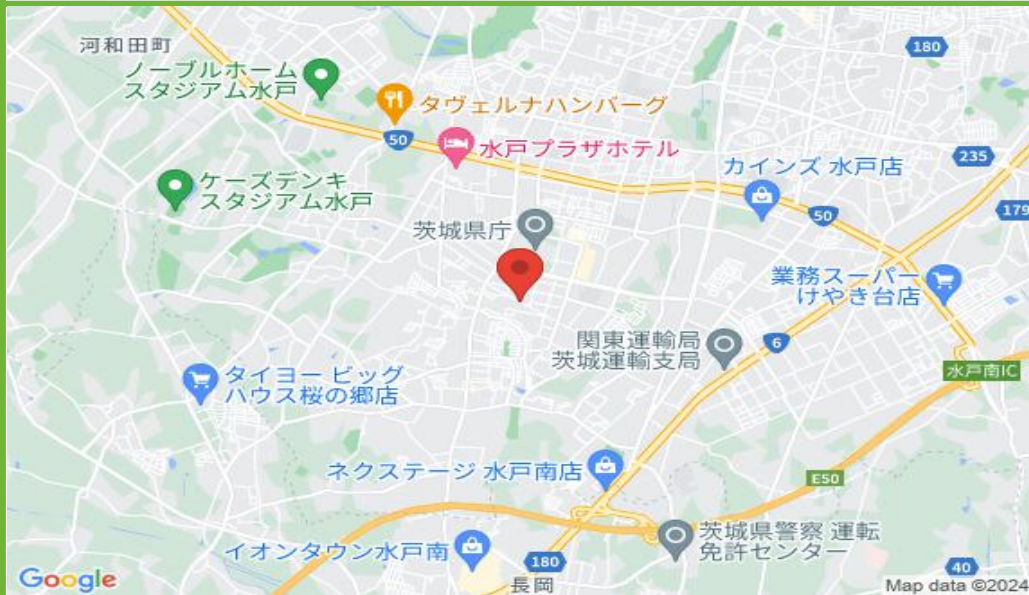 河和田町
180
ノーブルホーム
スタジアム水戸
タヴェルナハンバーグ
50
水戸プラザホテル
235
カインズ 水戸店
ケーズデンキ
スタジアム水戸
50
179
茨城県庁
業務スーパー
けやき台店
関東運輸局
茨城運輸支局
6
水戸南IC
タイヨー ビッグ
ハウス桜の郷店
ネクステージ 水戸南店
E50
茨城県警察 運転
免許センター
イオンタウン水戸南
180
40
長岡
Google
Map data ©2024